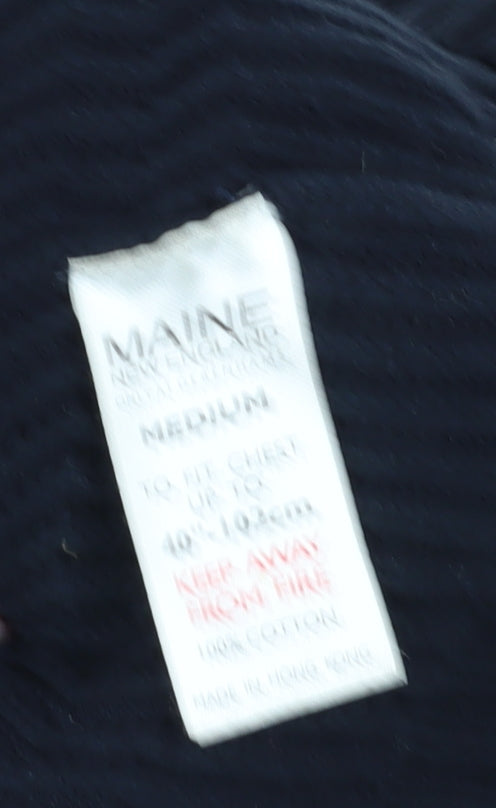 MAINE
NEW ENGLAND
MEDIUM
TO FIT CHEST
UP TO
40"-102cm
KEEP AWAY
FROM FIRE
100% COTTON
MADE IN HONG KONG